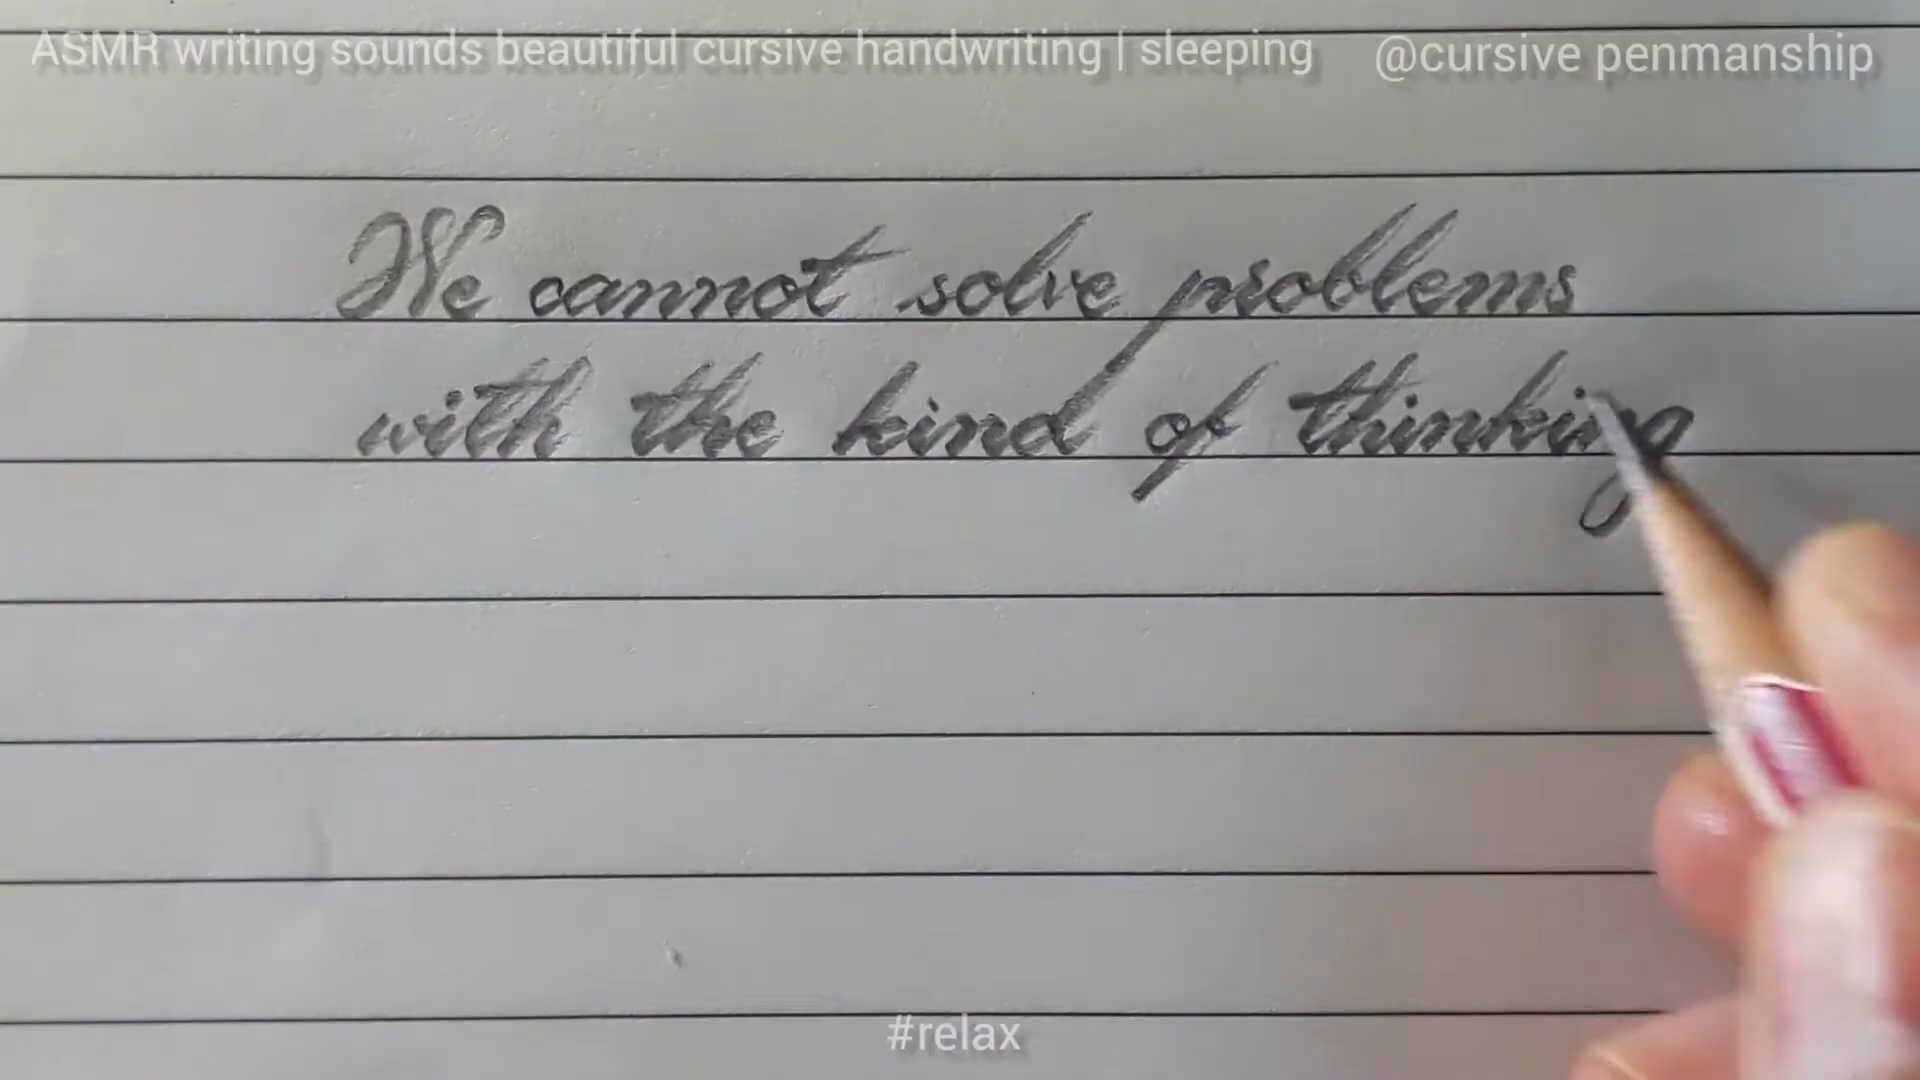 ASMR writing sounds beautiful cursive handwriting | sleeping @cursive penmanship
We cannot solve problems
with the kind of thinking
#relax